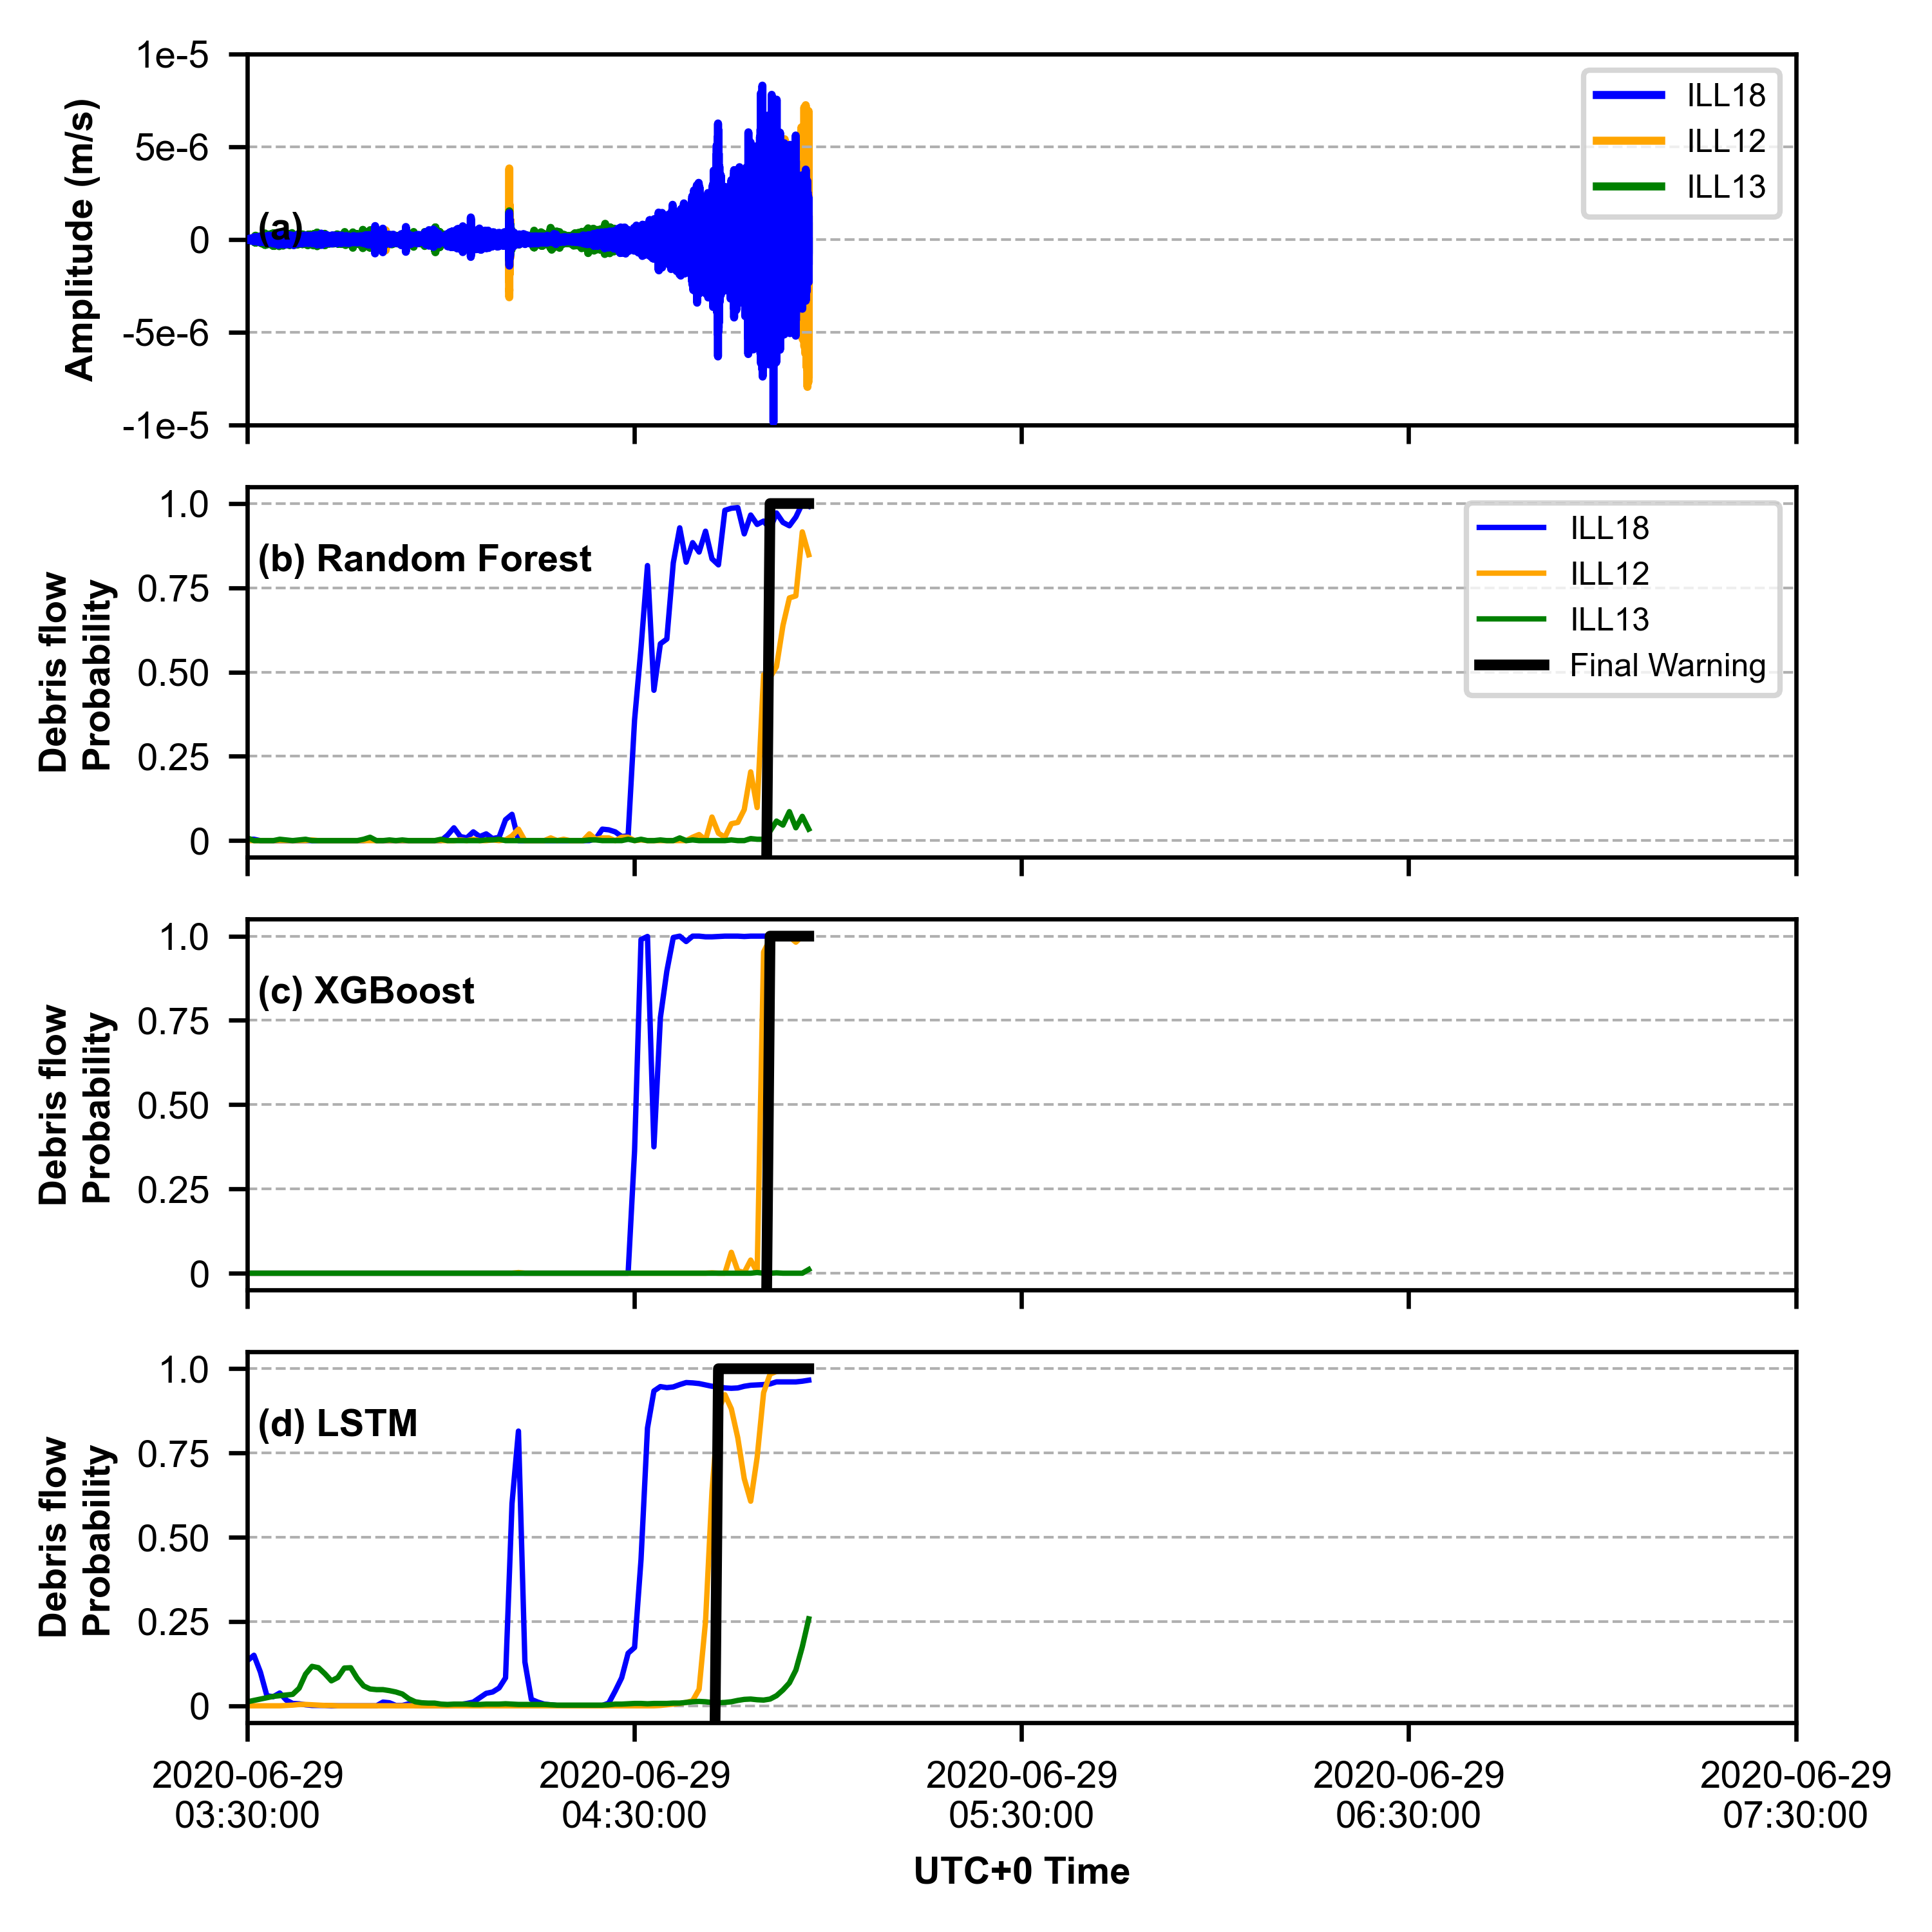 1e-5
5e-6
0
-5e-6
-1e-5
Amplitude (m/s)
(a)
ILL18
ILL12
ILL13
1.0
0.75
0.50
0.25
0
Debris flow
Probability
(b) Random Forest
ILL18
ILL12
ILL13
Final Warning
1.0
0.75
0.50
0.25
0
Debris flow
Probability
(c) XGBoost
1.0
0.75
0.50
0.25
0
Debris flow
Probability
(d) LSTM
2020-06-29
03:30:00
2020-06-29
04:30:00
2020-06-29
05:30:00
2020-06-29
06:30:00
2020-06-29
07:30:00
UTC+0 Time